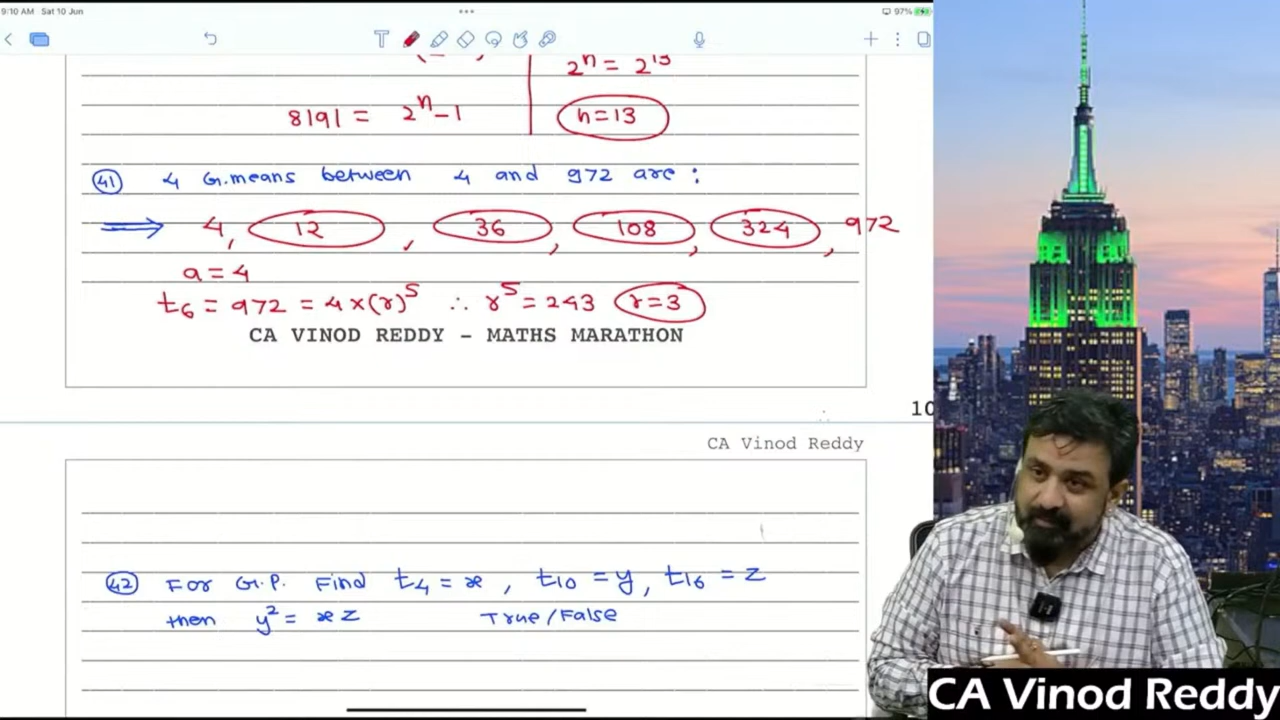 9:10 AM Sat 10 Jun
97%
2ⁿ = 2¹³
8191 = 2ⁿ - 1
n = 13
41 4 G.means between 4 and 972 are :
⟹ 4, 12, 36, 108, 324, 972
a = 4
t₆ = 972 = 4 × (r)⁵ ∴ r⁵ = 243 r = 3
CA VINOD REDDY - MATHS MARATHON
10
CA Vinod Reddy
42 For G.P. Find t₄ = x , t₁₀ = y, t₁₆ = z
then y² = x z True/False
CA Vinod Reddy